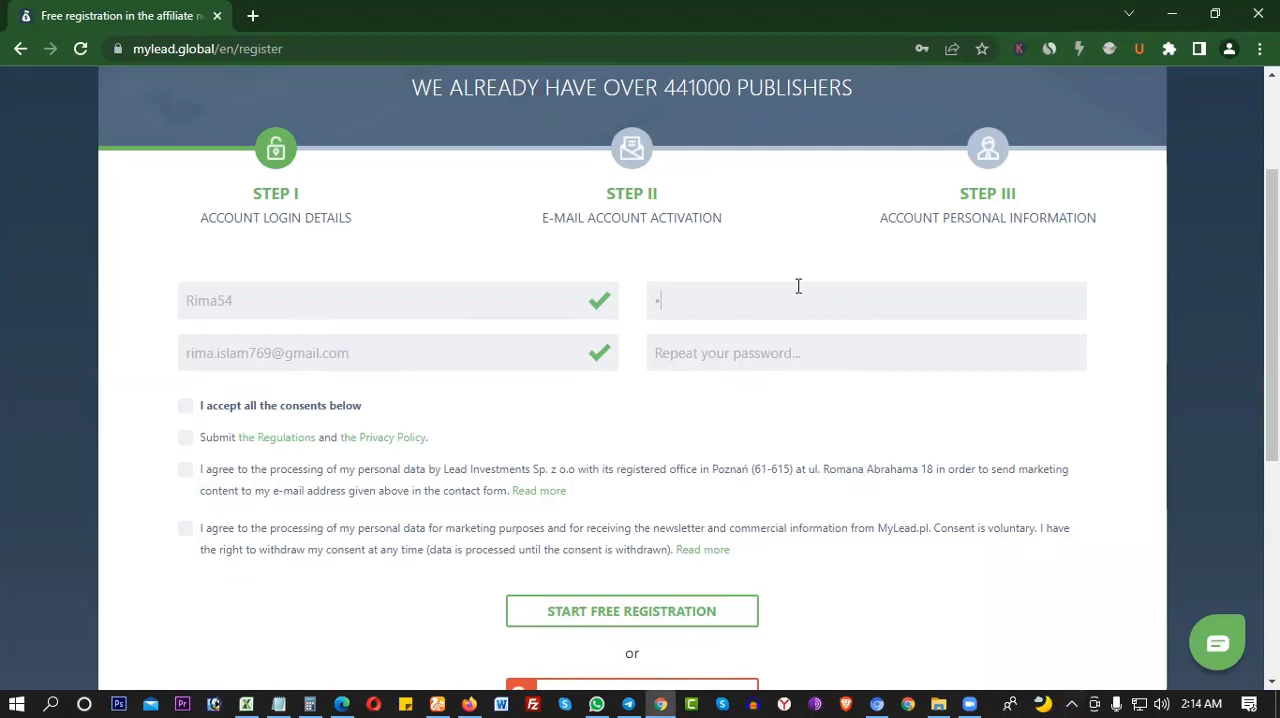 Free registration in the affiliate n
mylead.global/en/register
WE ALREADY HAVE OVER 441000 PUBLISHERS
STEP I
ACCOUNT LOGIN DETAILS
STEP II
E-MAIL ACCOUNT ACTIVATION
STEP III
ACCOUNT PERSONAL INFORMATION
Rima54
rima.islam769@gmail.com
Repeat your password...
I accept all the consents below
Submit the Regulations and the Privacy Policy.
I agree to the processing of my personal data by Lead Investments Sp. z o.o with its registered office in Poznań (61-615) at ul. Romana Abrahama 18 in order to send marketing
content to my e-mail address given above in the contact form. Read more
I agree to the processing of my personal data for marketing purposes and for receiving the newsletter and commercial information from MyLead.pl. Consent is voluntary. I have
the right to withdraw my consent at any time (data is processed until the consent is withdrawn). Read more
START FREE REGISTRATION
or
2:14 AM